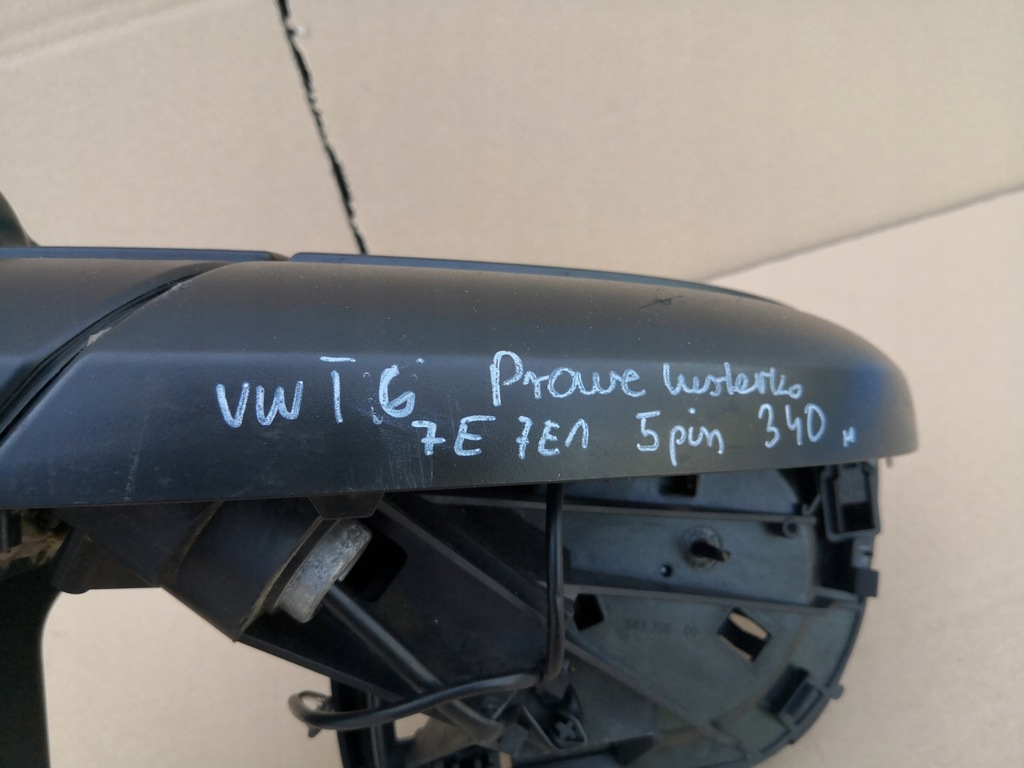 VW T6 Prawe lusterko
7E 7E1 5pin 340 M